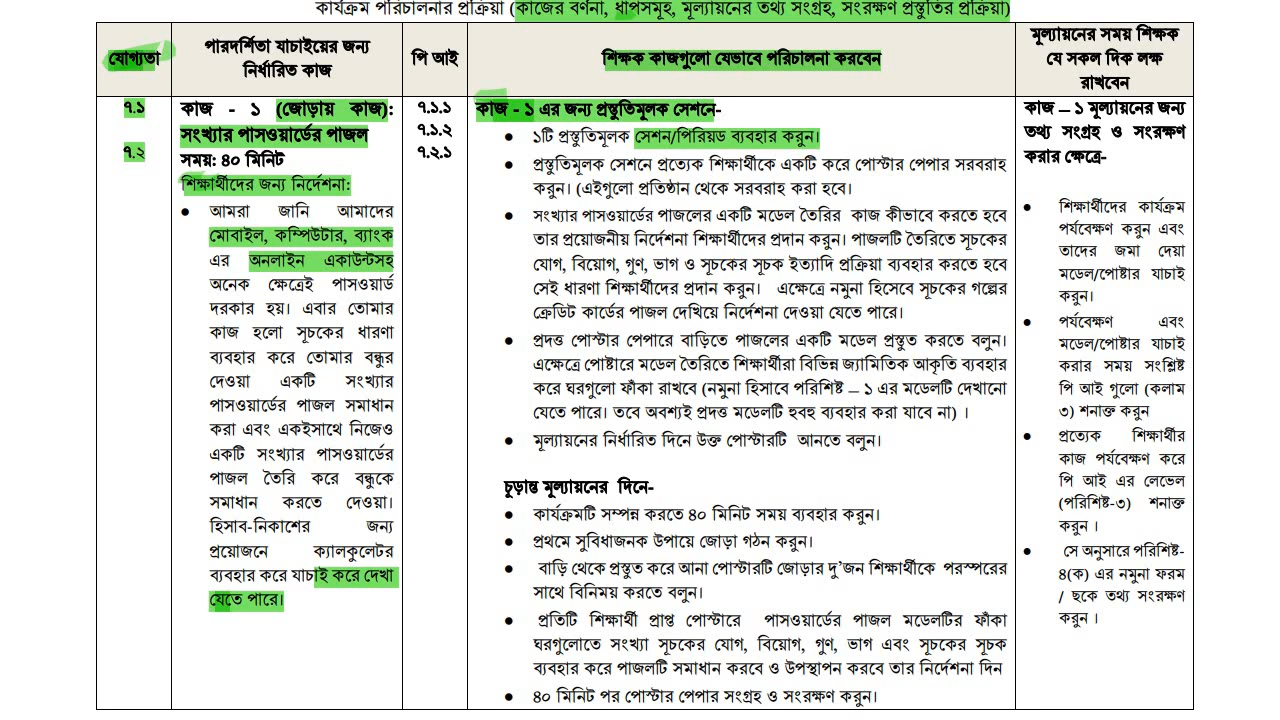 কার্যক্রম পরিচালনার প্রক্রিয়া (কাজের বর্ণনা, ধাপসমূহ, মূল্যায়নের তথ্য সংগ্রহ, সংরক্ষণ প্রস্তুতির প্রক্রিয়া)
যোগ্যতা
পারদর্শিতা যাচাইয়ের জন্য
নির্ধারিত কাজ
পি আই
শিক্ষক কাজগুলো যেভাবে পরিচালনা করবেন
মূল্যায়নের সময় শিক্ষক
যে সকল দিক লক্ষ
রাখবেন
৭.১
৭.২
কাজ - ১ (জোড়ায় কাজ):
সংখ্যার পাসওয়ার্ডের পাজল
সময়: ৪০ মিনিট
শিক্ষার্থীদের জন্য নির্দেশনা:
● আমরা জানি আমাদের
মোবাইল, কম্পিউটার, ব্যাংক
এর অনলাইন একাউন্টসহ
অনেক ক্ষেত্রেই পাসওয়ার্ড
দরকার হয়। এবার তোমার
কাজ হলো সূচকের ধারণা
ব্যবহার করে তোমার বন্ধুর
দেওয়া একটি সংখ্যার
পাসওয়ার্ডের পাজল সমাধান
করা এবং একইসাথে নিজেও
একটি সংখ্যার পাসওয়ার্ডের
পাজল তৈরি করে বন্ধুকে
সমাধান করতে দেওয়া।
হিসাব-নিকাশের জন্য
প্রয়োজনে ক্যালকুলেটর
ব্যবহার করে যাচাই করে দেখা
যেতে পারে।
৭.১.১
৭.১.২
৭.২.১
কাজ - ১ এর জন্য প্রস্তুতিমূলক সেশনে-
● ১টি প্রস্তুতিমূলক সেশন/পিরিয়ড ব্যবহার করুন।
● প্রস্তুতিমূলক সেশনে প্রত্যেক শিক্ষার্থীকে একটি করে পোস্টার পেপার সরবরাহ
করুন। (এইগুলো প্রতিষ্ঠান থেকে সরবরাহ করা হবে।
● সংখ্যার পাসওয়ার্ডের পাজলের একটি মডেল তৈরির কাজ কীভাবে করতে হবে
তার প্রয়োজনীয় নির্দেশনা শিক্ষার্থীদের প্রদান করুন। পাজলটি তৈরিতে সূচকের
যোগ, বিয়োগ, গুণ, ভাগ ও সূচকের সূচক ইত্যাদি প্রক্রিয়া ব্যবহার করতে হবে
সেই ধারণা শিক্ষার্থীদের প্রদান করুন। এক্ষেত্রে নমুনা হিসেবে সূচকের গল্পের
ক্রেডিট কার্ডের পাজল দেখিয়ে নির্দেশনা দেওয়া যেতে পারে।
● প্রদত্ত পোস্টার পেপারে বাড়িতে পাজলের একটি মডেল প্রস্তুত করতে বলুন।
এক্ষেত্রে পোষ্টারে মডেল তৈরিতে শিক্ষার্থীরা বিভিন্ন জ্যামিতিক আকৃতি ব্যবহার
করে ঘরগুলো ফাঁকা রাখবে (নমুনা হিসাবে পরিশিষ্ট – ১ এর মডেলটি দেখানো
যেতে পারে। তবে অবশ্যই প্রদত্ত মডেলটি হুবহু ব্যবহার করা যাবে না) ।
● মূল্যায়নের নির্ধারিত দিনে উক্ত পোস্টারটি আনতে বলুন।
চূড়ান্ত মূল্যায়নের দিনে-
● কার্যক্রমটি সম্পন্ন করতে ৪০ মিনিট সময় ব্যবহার করুন।
● প্রথমে সুবিধাজনক উপায়ে জোড়া গঠন করুন।
● বাড়ি থেকে প্রস্তুত করে আনা পোস্টারটি জোড়ার দু'জন শিক্ষার্থীকে পরস্পরের
সাথে বিনিময় করতে বলুন।
● প্রতিটি শিক্ষার্থী প্রাপ্ত পোস্টারে পাসওয়ার্ডের পাজল মডেলটির ফাঁকা
ঘরগুলোতে সংখ্যা সূচকের যোগ, বিয়োগ, গুণ, ভাগ এবং সূচকের সূচক
ব্যবহার করে পাজলটি সমাধান করবে ও উপস্থাপন করবে তার নির্দেশনা দিন
● ৪০ মিনিট পর পোস্টার পেপার সংগ্রহ ও সংরক্ষণ করুন।
কাজ – ১ মূল্যায়নের জন্য
তথ্য সংগ্রহ ও সংরক্ষণ
করার ক্ষেত্রে-
● শিক্ষার্থীদের কার্যক্রম
পর্যবেক্ষণ করুন এবং
তাদের জমা দেয়া
মডেল/পোষ্টার যাচাই
করুন।
● পর্যবেক্ষণ এবং
মডেল/পোষ্টার যাচাই
করার সময় সংশ্লিষ্ট
পি আই গুলো (কলাম
৩) শনাক্ত করুন
● প্রত্যেক শিক্ষার্থীর
কাজ পর্যবেক্ষণ করে
পি আই এর লেভেল
(পরিশিষ্ট-৩) শনাক্ত
করুন ।
● সে অনুসারে পরিশিষ্ট-
৪(ক) এর নমুনা ফরম
/ ছকে তথ্য সংরক্ষণ
করুন ।